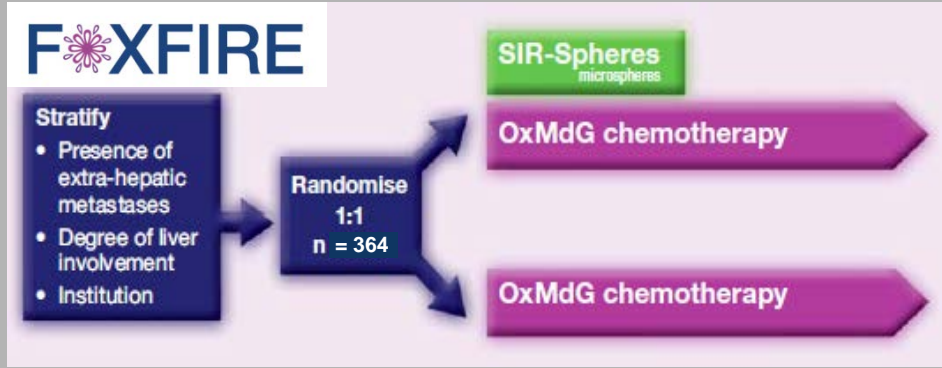 FOXFIRE
Stratify
• Presence of
extra-hepatic
metastases
• Degree of liver
involvement
• Institution
Randomise
1:1
n = 364
SIR-Spheres
microspheres
OxMdG chemotherapy
OxMdG chemotherapy